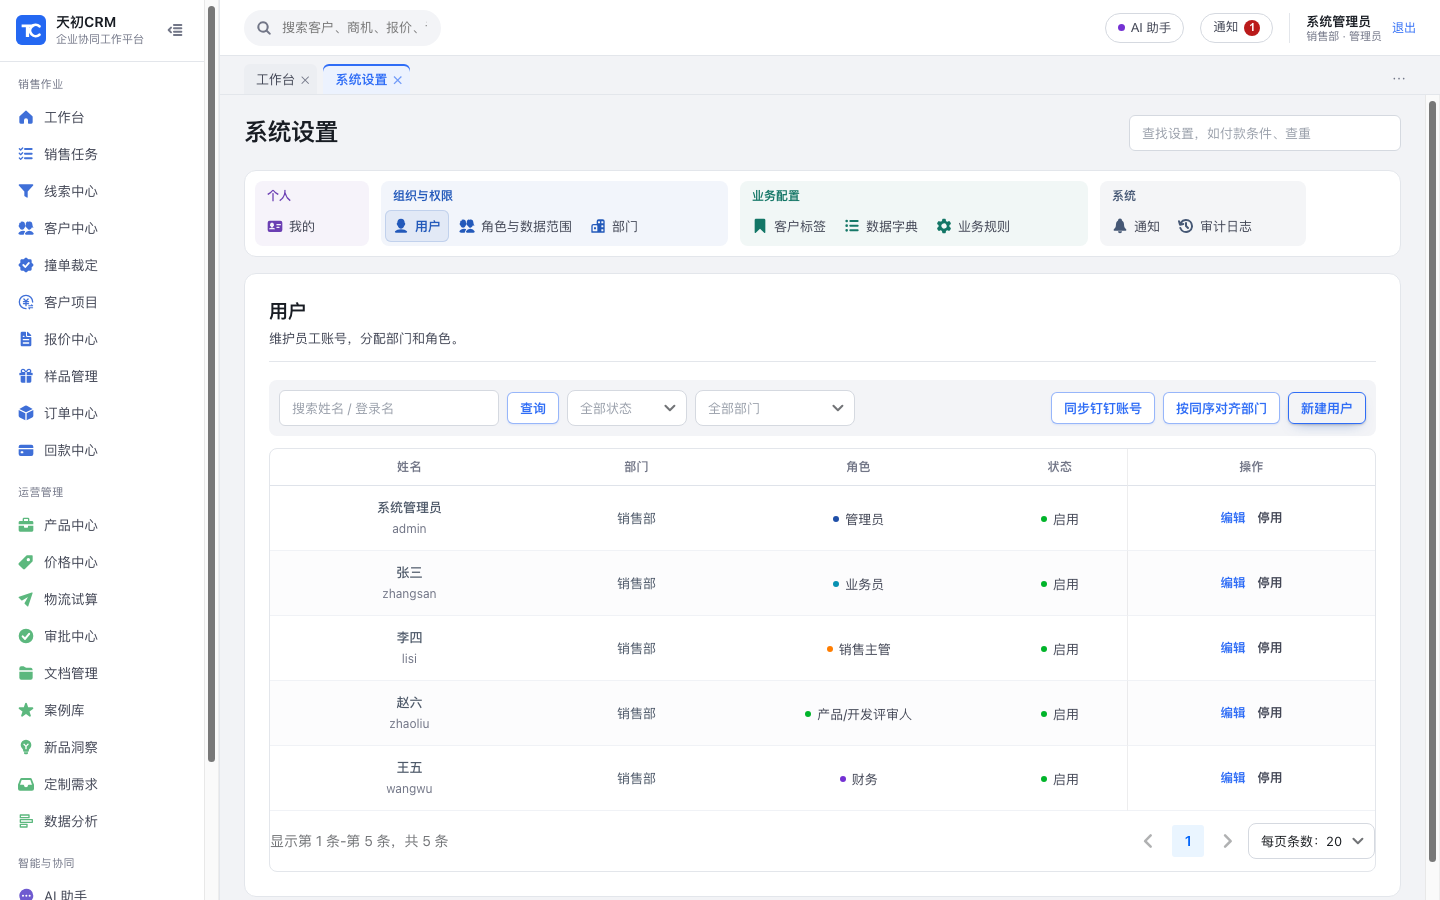 天初CRM
企业协同工作平台
搜索客户、商机、报价、
AI 助手
通知 1
系统管理员
销售部 · 管理员
退出
销售作业
工作台
销售任务
线索中心
客户中心
撞单裁定
客户项目
报价中心
样品管理
订单中心
回款中心
运营管理
产品中心
价格中心
物流试算
审批中心
文档管理
案例库
新品洞察
定制需求
数据分析
智能与协同
AI 助手
工作台
系统设置
系统设置
查找设置，如付款条件、查重
个人
我的
组织与权限
用户
角色与数据范围
部门
业务配置
客户标签
数据字典
业务规则
系统
通知
审计日志
用户
维护员工账号，分配部门和角色。
搜索姓名 / 登录名
查询
全部状态
全部部门
同步钉钉账号
按同序对齐部门
新建用户
姓名 部门 角色 状态 操作
系统管理员
admin
销售部 管理员 启用 编辑 停用
张三
zhangsan
销售部 业务员 启用 编辑 停用
李四
lisi
销售部 销售主管 启用 编辑 停用
赵六
zhaoliu
销售部 产品/开发评审人 启用 编辑 停用
王五
wangwu
销售部 财务 启用 编辑 停用
显示第 1 条-第 5 条，共 5 条
1
每页条数：20